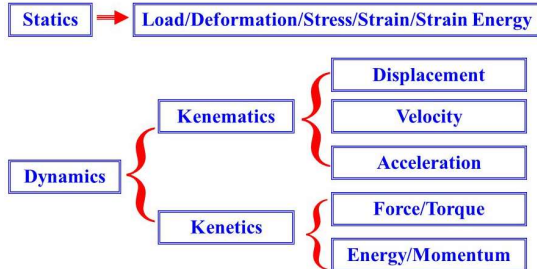 Statics
Load/Deformation/Stress/Strain/Strain Energy
Dynamics
Kenematics
Displacement
Velocity
Acceleration
Kenetics
Force/Torque
Energy/Momentum